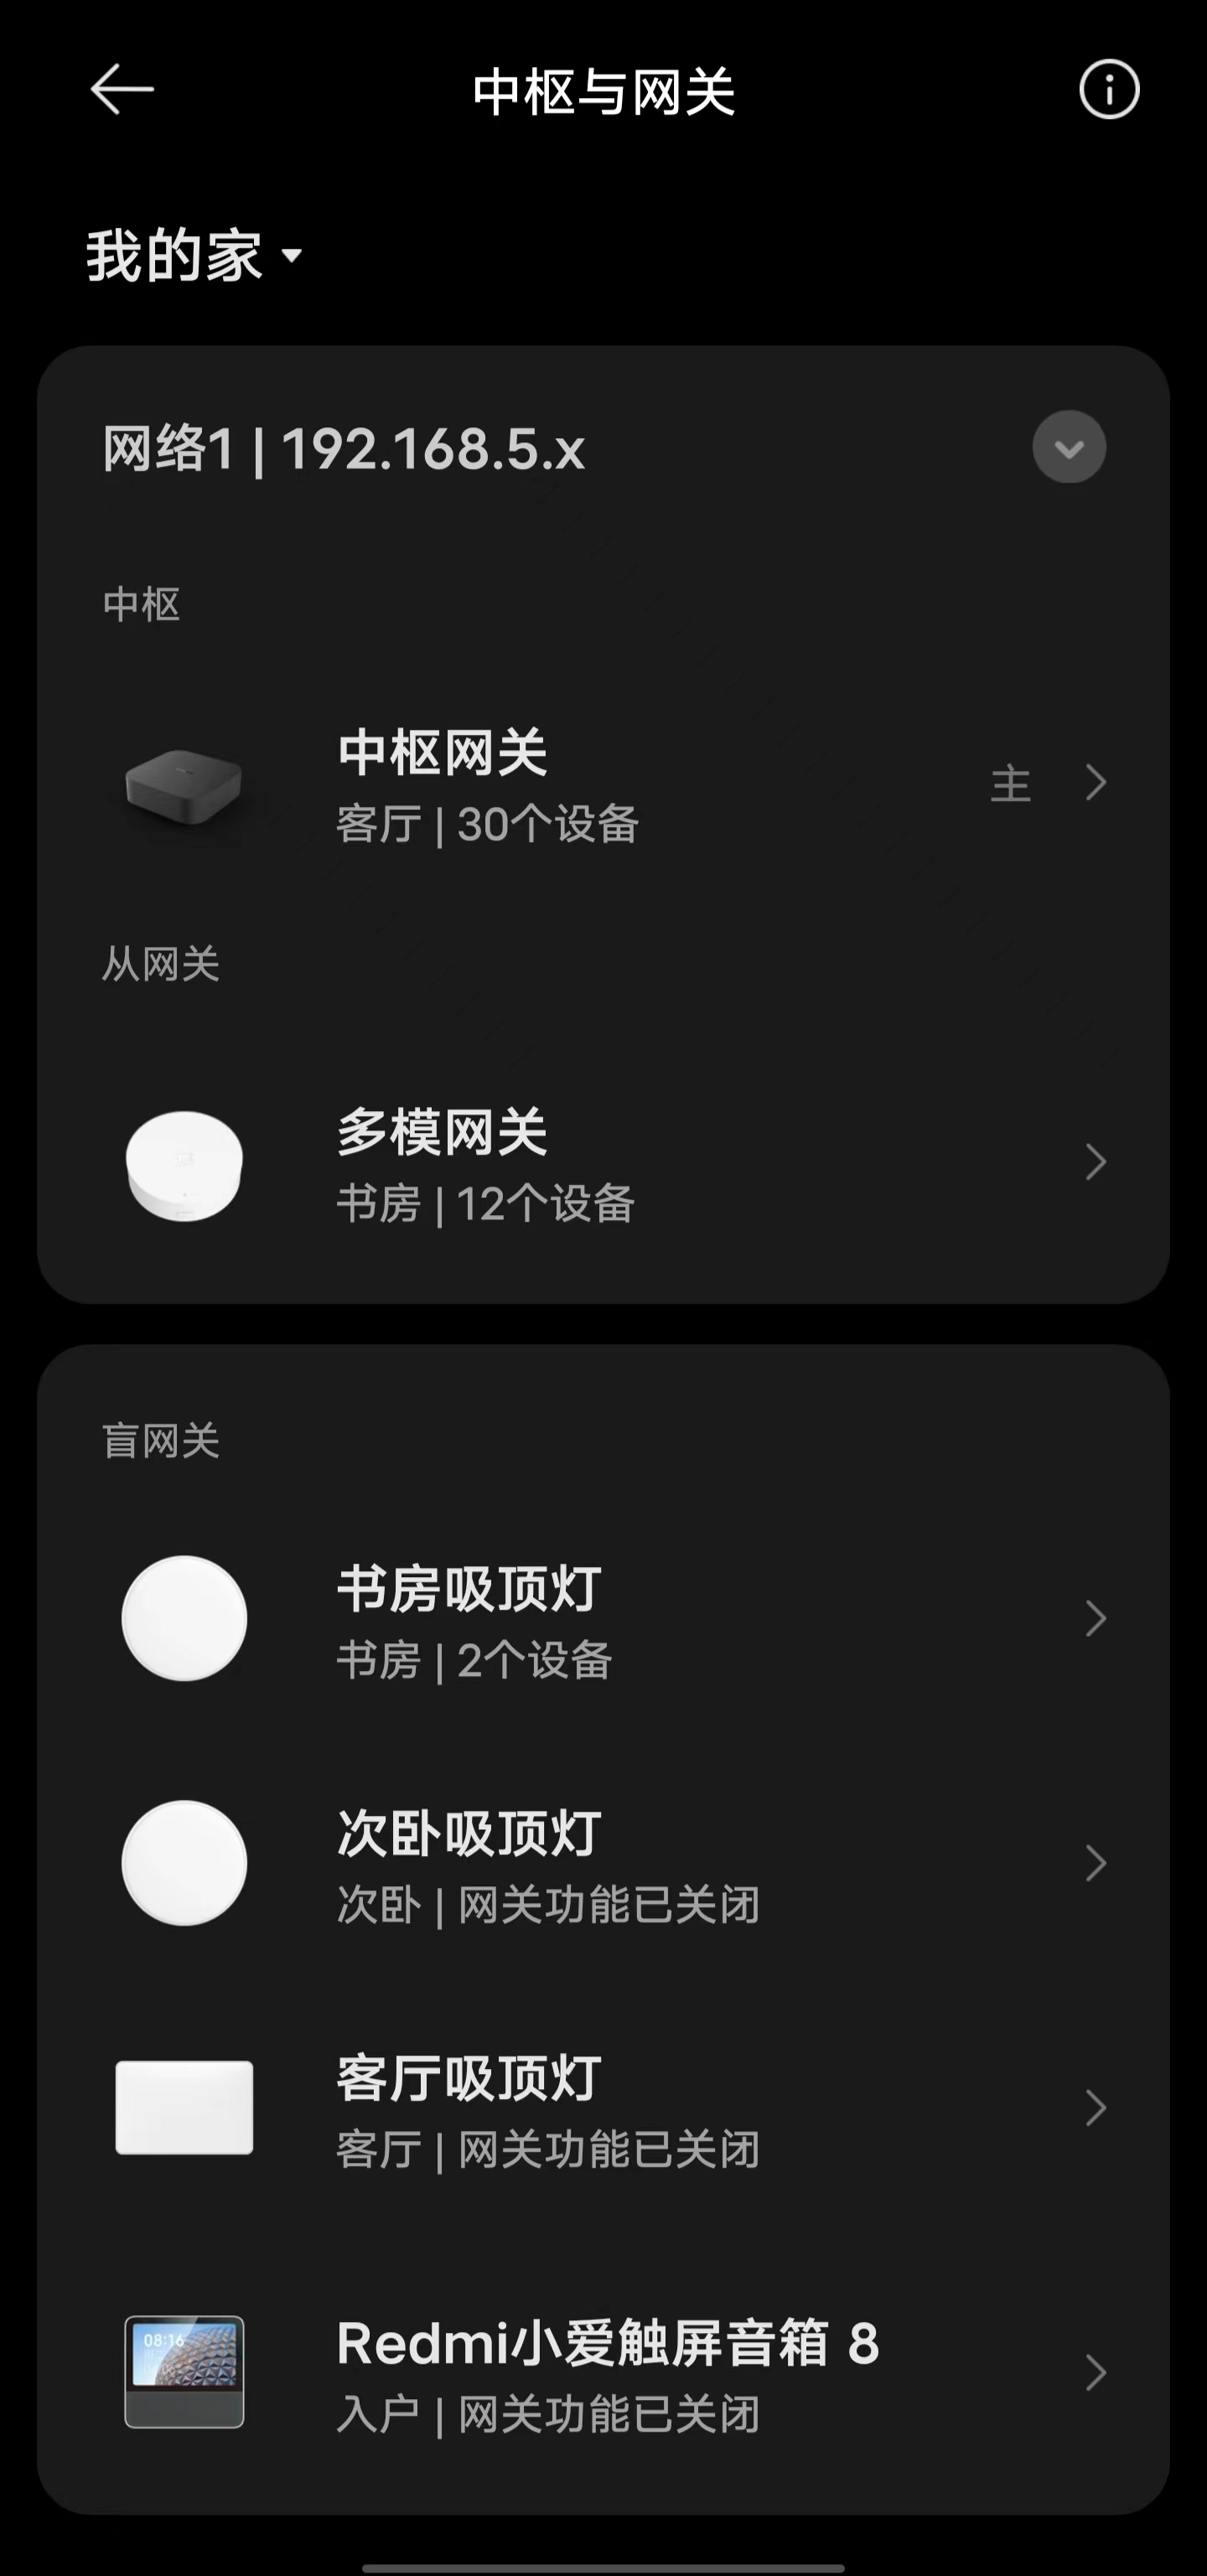 中枢与网关
我的家
网络1 | 192.168.5.x
中枢
中枢网关
客厅 | 30个设备
主
从网关
多模网关
书房 | 12个设备
盲网关
书房吸顶灯
书房 | 2个设备
次卧吸顶灯
次卧 | 网关功能已关闭
客厅吸顶灯
客厅 | 网关功能已关闭
08:16
Redmi小爱触屏音箱 8
入户 | 网关功能已关闭